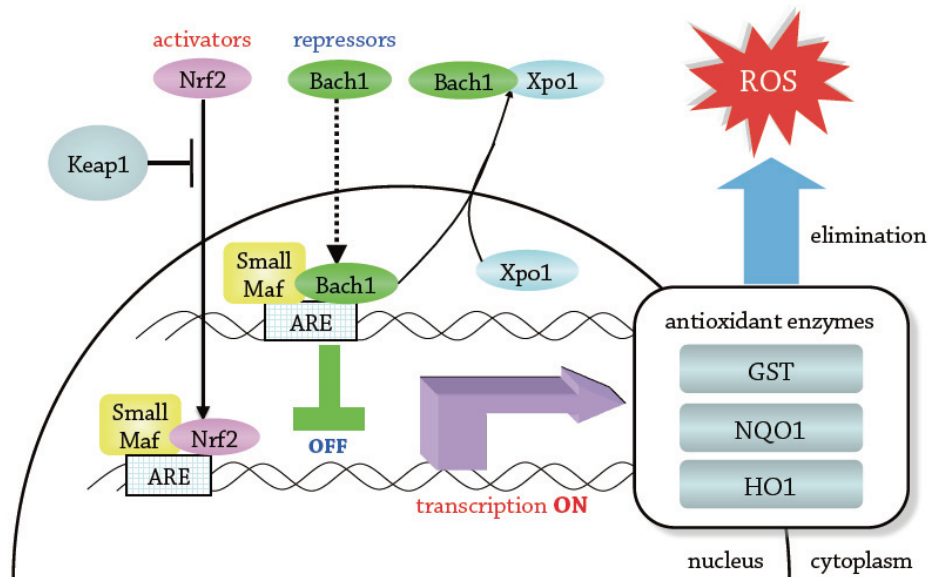 activators
repressors
Nrf2
Bach1
Bach1
Xpo1
ROS
Keap1
elimination
Small
Maf
Bach1
Xpo1
ARE
antioxidant enzymes
GST
Small
Maf
Nrf2
OFF
NQO1
ARE
HO1
transcription ON
nucleus
cytoplasm